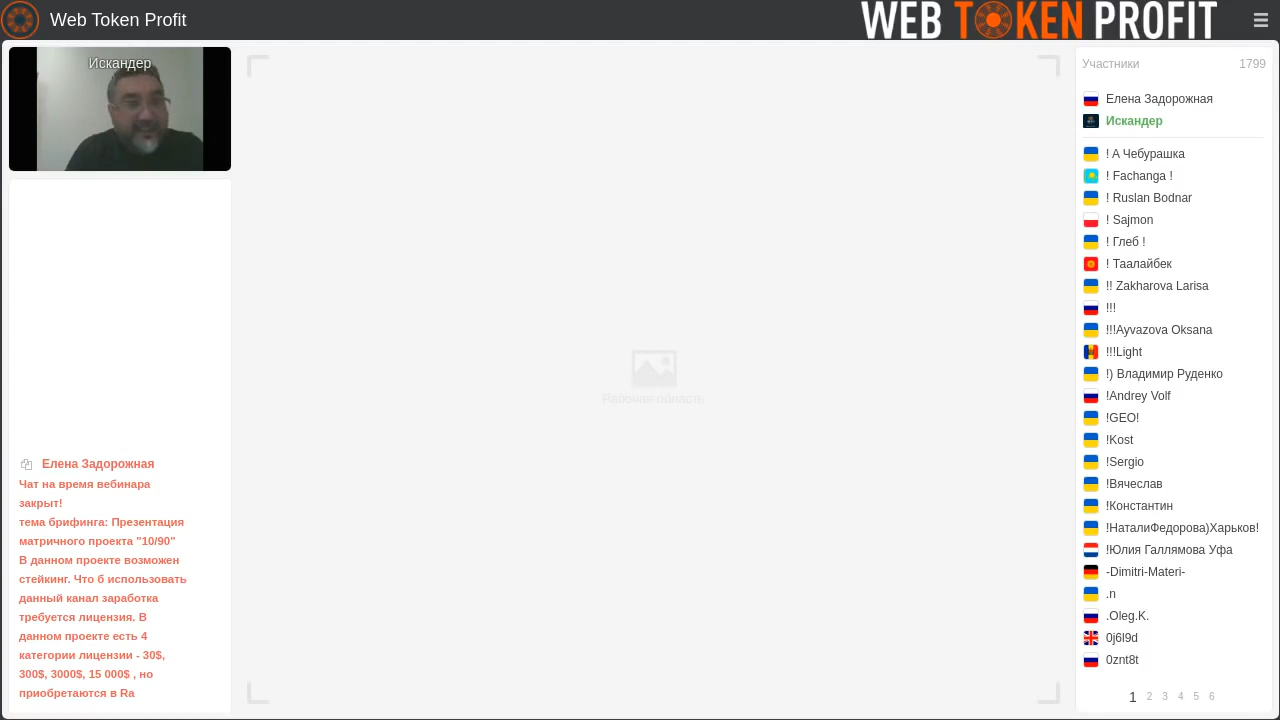 Web Token Profit
WEB TOKEN PROFIT
Искандер
Елена Задорожная
Чат на время вебинара
закрыт!
тема брифинга: Презентация
матричного проекта "10/90"
В данном проекте возможен
стейкинг. Что б использовать
данный канал заработка
требуется лицензия. В
данном проекте есть 4
категории лицензии - 30$,
300$, 3000$, 15 000$ , но
приобретаются в Ra
Рабочая область
Участники 1799
Елена Задорожная
Искандер
! А Чебурашка
! Fachanga !
! Ruslan Bodnar
! Sajmon
! Глеб !
! Таалайбек
!! Zakharova Larisa
!!!
!!!Ayvazova Oksana
!!!Light
!) Владимир Руденко
!Andrey Volf
!GEO!
!Kost
!Sergio
!Вячеслав
!Константин
!НаталиФедорова)Харьков!
!Юлия Галлямова Уфа
-Dimitri-Materi-
.n
.Oleg.K.
0j6l9d
0znt8t
1 2 3 4 5 6